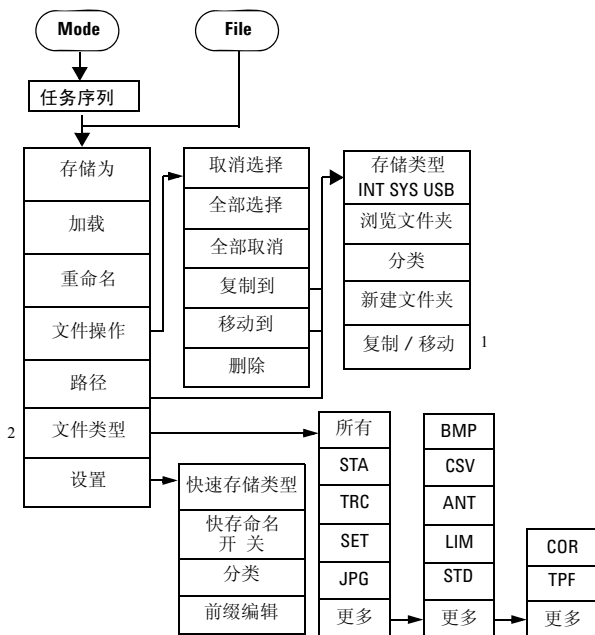 Mode
File
任务序列
存储为
加载
重命名
文件操作
路径
2
文件类型
设置
取消选择
全部选择
全部取消
复制到
移动到
删除
存储类型
INT SYS USB
浏览文件夹
分类
新建文件夹
复制 / 移动
1
快速存储类型
快存命名
开 关
分类
前缀编辑
所有
STA
TRC
SET
JPG
更多
BMP
CSV
ANT
LIM
STD
更多
COR
TPF
更多